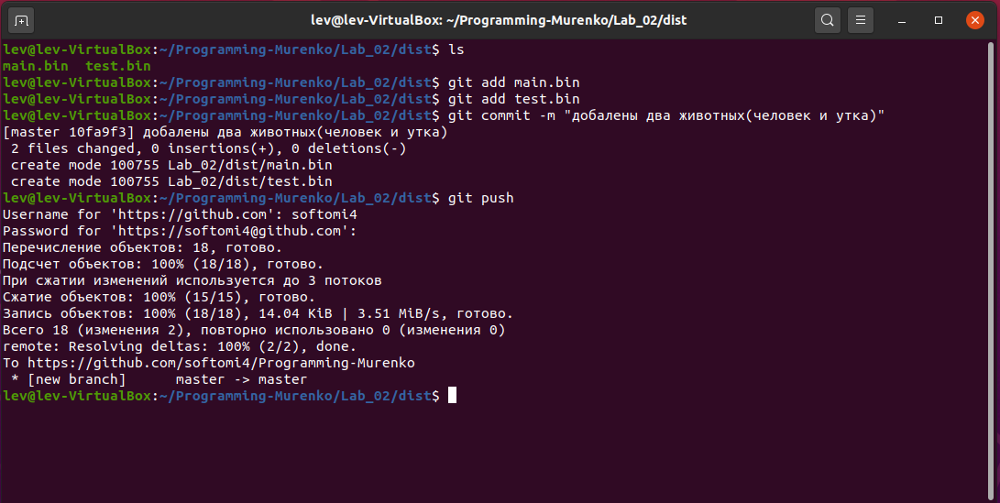 lev@lev-VirtualBox: ~/Programming-Murenko/Lab_02/dist
lev@lev-VirtualBox:~/Programming-Murenko/Lab_02/dist$ ls
main.bin  test.bin
lev@lev-VirtualBox:~/Programming-Murenko/Lab_02/dist$ git add main.bin
lev@lev-VirtualBox:~/Programming-Murenko/Lab_02/dist$ git add test.bin
lev@lev-VirtualBox:~/Programming-Murenko/Lab_02/dist$ git commit -m "добалены два животных(человек и утка)"
[master 10fa9f3] добалены два животных(человек и утка)
 2 files changed, 0 insertions(+), 0 deletions(-)
 create mode 100755 Lab_02/dist/main.bin
 create mode 100755 Lab_02/dist/test.bin
lev@lev-VirtualBox:~/Programming-Murenko/Lab_02/dist$ git push
Username for 'https://github.com': softomi4
Password for 'https://softomi4@github.com':
Перечисление объектов: 18, готово.
Подсчет объектов: 100% (18/18), готово.
При сжатии изменений используется до 3 потоков
Сжатие объектов: 100% (15/15), готово.
Запись объектов: 100% (18/18), 14.04 KiB | 3.51 MiB/s, готово.
Всего 18 (изменения 2), повторно использовано 0 (изменения 0)
remote: Resolving deltas: 100% (2/2), done.
To https://github.com/softomi4/Programming-Murenko
 * [new branch]      master -> master
lev@lev-VirtualBox:~/Programming-Murenko/Lab_02/dist$